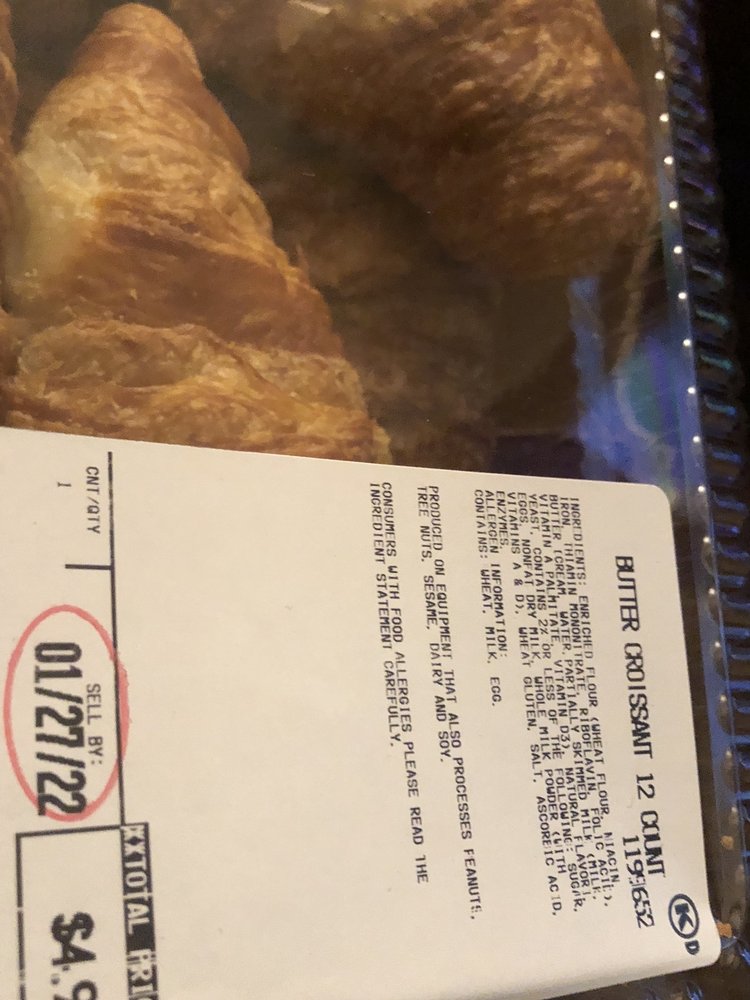 BUTTER CROISSANT 12 COUNT
1199652
K D
INGREDIENTS: ENRICHED FLOUR (WHEAT FLOUR, NIACIN,
IRON, THIAMIN MONONITRATE, RIBOFLAVIN, FOLIC ACID),
BUTTER (CREAM, WATER, PARTIALLY SKIMMED MILK (MILK,
VITAMIN A PALMITATE, VITAMIN D3), NATURAL FLAVOR),
YEAST, CONTAINS 2% OR LESS OF THE FOLLOWING: SUGAR,
EGGS, NONFAT DRY MILK, WHOLE MILK POWDER (WITH
VITAMINS A & D), WHEAT GLUTEN, SALT, ASCORBIC ACID,
ENZYMES.
ALLERGEN INFORMATION:
CONTAINS: WHEAT, MILK, EGG.
PRODUCED ON EQUIPMENT THAT ALSO PROCESSES PEANUTS,
TREE NUTS, SESAME, DAIRY AND SOY.
CONSUMERS WITH FOOD ALLERGIES PLEASE READ THE
INGREDIENT STATEMENT CAREFULLY.
CNT/QTY
1
SELL BY:
01/27/22
$4.9